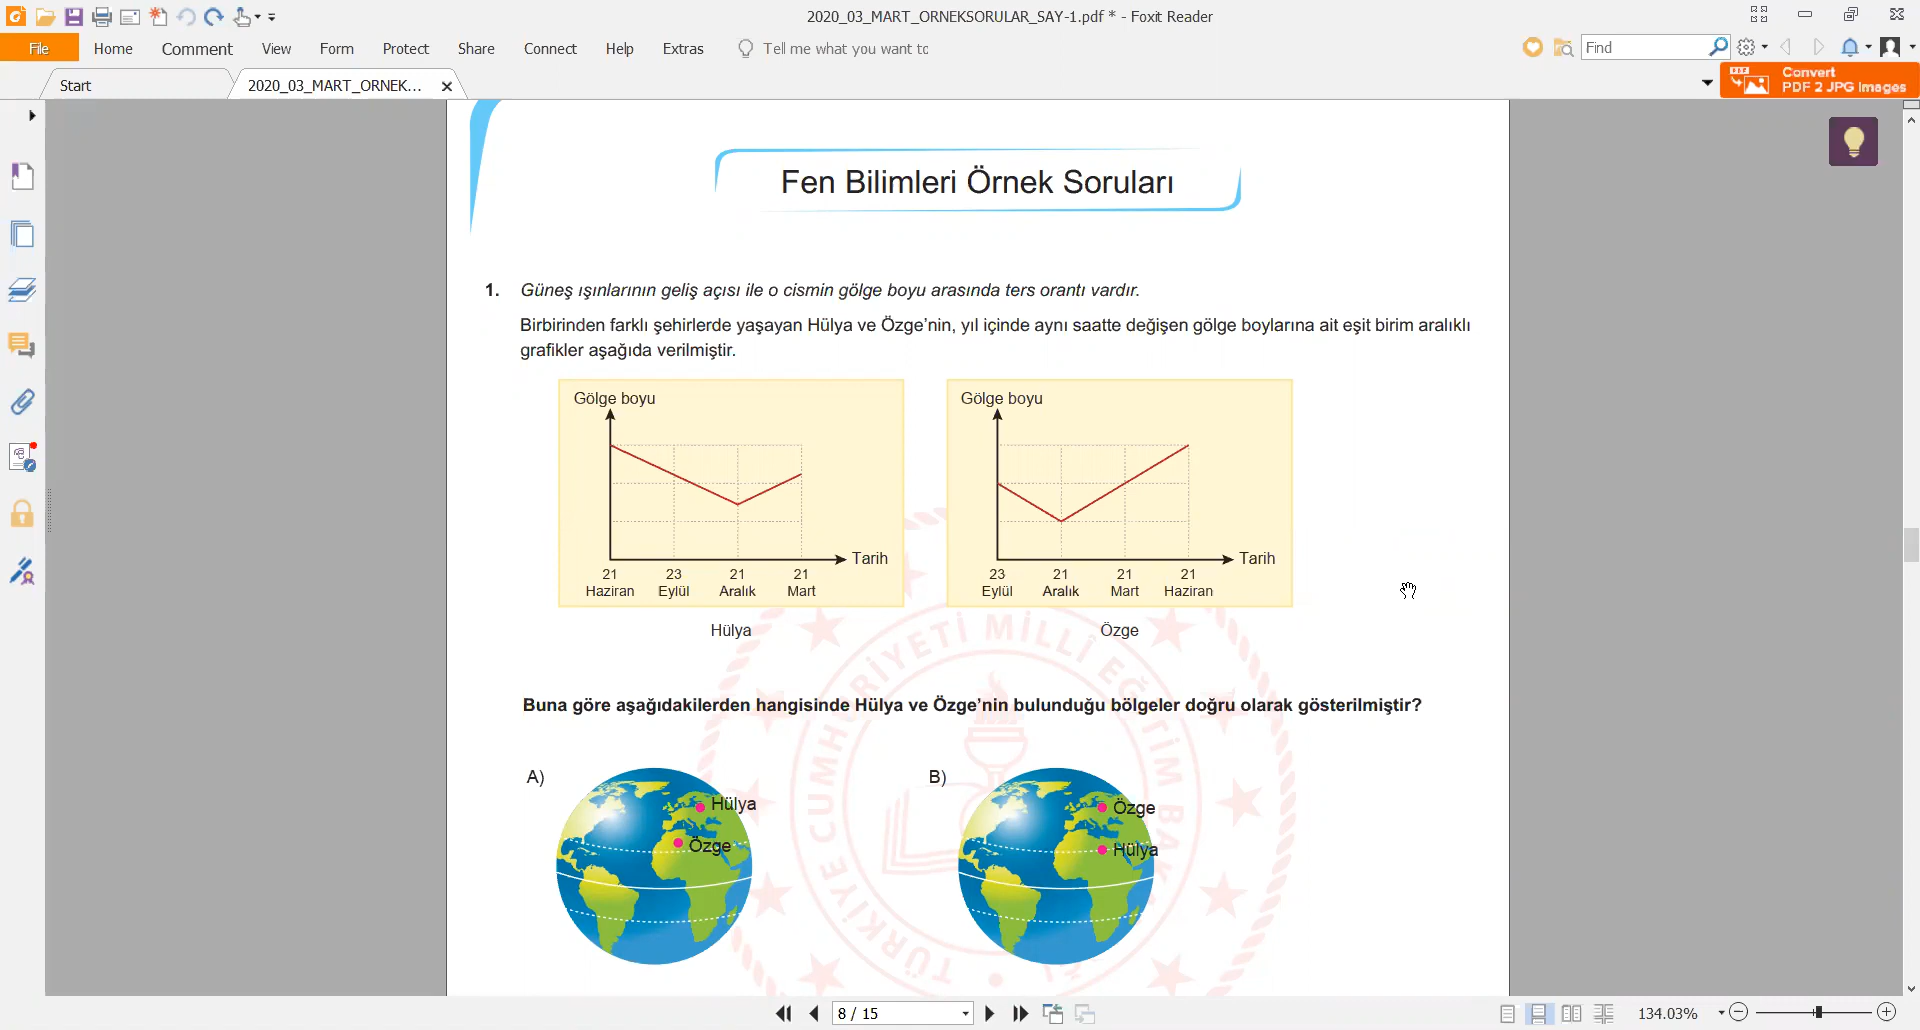 2020_03_MART_ORNEKSORULAR_SAY-1.pdf * - Foxit Reader
File Home Comment View Form Protect Share Connect Help Extras Tell me what you want to Find
Start 2020_03_MART_ORNEK...
Convert
PDF 2 JPG Images
Fen Bilimleri Örnek Soruları
1. Güneş ışınlarının geliş açısı ile o cismin gölge boyu arasında ters orantı vardır.
Birbirinden farklı şehirlerde yaşayan Hülya ve Özge'nin, yıl içinde aynı saatte değişen gölge boylarına ait eşit birim aralıklı
grafikler aşağıda verilmiştir.
Gölge boyu
Tarih
21 23 21 21
Haziran Eylül Aralık Mart
Hülya
Gölge boyu
Tarih
23 21 21 21
Eylül Aralık Mart Haziran
Özge
Buna göre aşağıdakilerden hangisinde Hülya ve Özge'nin bulunduğu bölgeler doğru olarak gösterilmiştir?
A)
Hülya
Özge
B)
Özge
Hülya
8 / 15
134.03%